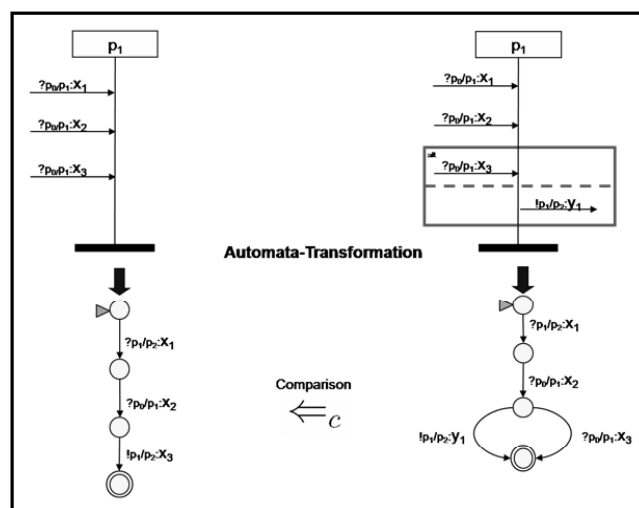 p₁
?p₀/p₁:x₁
?p₀/p₁:x₂
?p₀/p₁:x₃
p₁
?p₀/p₁:x₁
?p₀/p₁:x₂
?p₀/p₁:x₃
!p₁/p₂:y₁
Automata-Transformation
?p₁/p₂:x₁
?p₀/p₁:x₂
!p₁/p₂:x₃
Comparison
⇐c
?p₁/p₂:x₁
?p₀/p₁:x₂
!p₁/p₂:y₁
?p₀/p₁:x₃